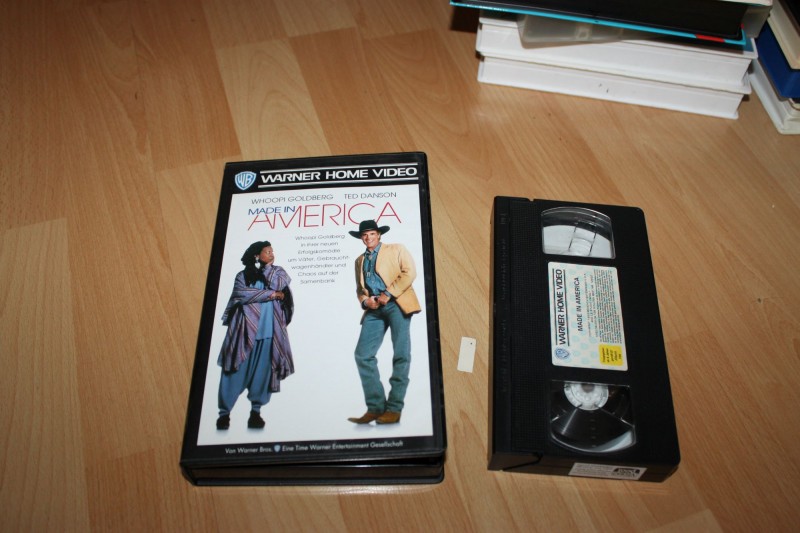 WB WARNER HOME VIDEO
WHOOPI GOLDBERG TED DANSON
MADE IN
AMERICA
Whoopi Goldberg
in ihrer neuen
Erfolgskomödie
um Väter, Gebraucht
wagenhändler und
Chaos auf der
Samenbank
Von Warner Bros. Eine Time Warner Entertainment Gesellschaft
WARNER HOME VIDEO
MADE IN AMERICA